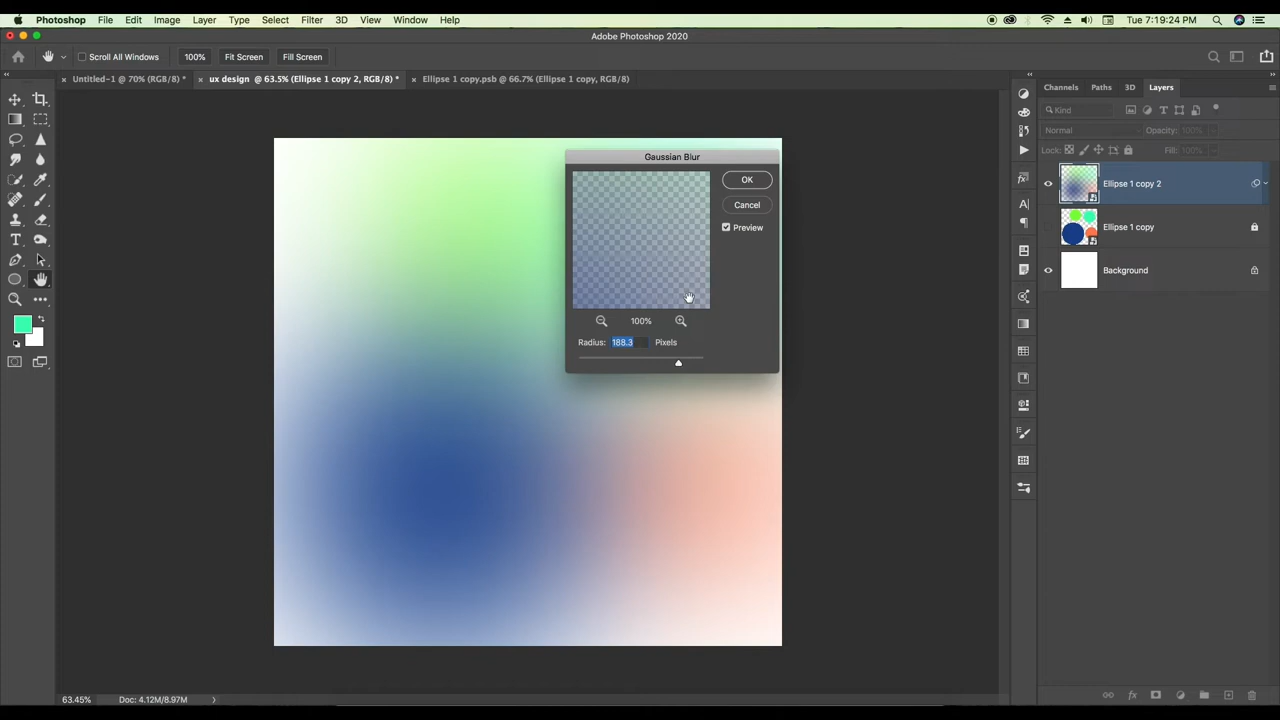 Photoshop File Edit Image Layer Type Select Filter 3D View Window Help Tue 7:19:24 PM
Adobe Photoshop 2020
Scroll All Windows 100% Fit Screen Fill Screen
Untitled-1 @ 70% (RGB/8) * ux design @ 63.5% (Ellipse 1 copy 2, RGB/8) * Ellipse 1 copy.psb @ 66.7% (Ellipse 1 copy, RGB/8)
Channels Paths 3D Layers
Kind
Normal Opacity: 100%
Lock: Fill: 100%
Gaussian Blur
OK
Cancel
Preview
100%
Radius: 188.3 Pixels
Ellipse 1 copy 2
Ellipse 1 copy
Background
63.45% Doc: 4.12M/8.97M